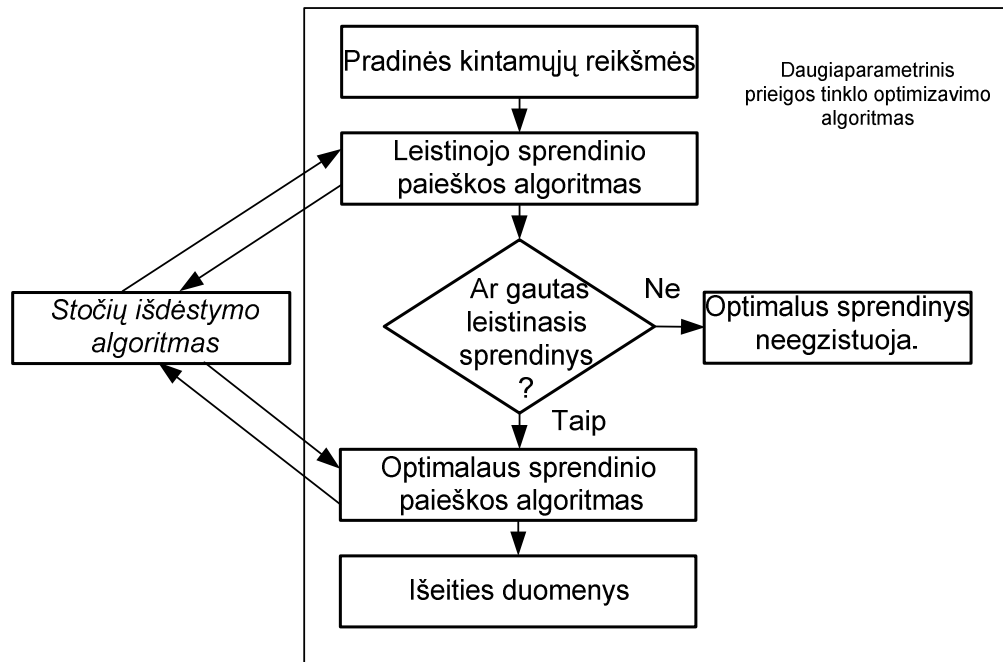 Pradinės kintamųjų reikšmės
Daugiaparametrinis
prieigos tinklo optimizavimo
algoritmas
Leistinojo sprendinio
paieškos algoritmas
Stočių išdėstymo
algoritmas
Ar gautas
leistinasis
sprendinys
?
Ne
Optimalus sprendinys
neegzistuoja.
Taip
Optimalaus sprendinio
paieškos algoritmas
Išeities duomenys